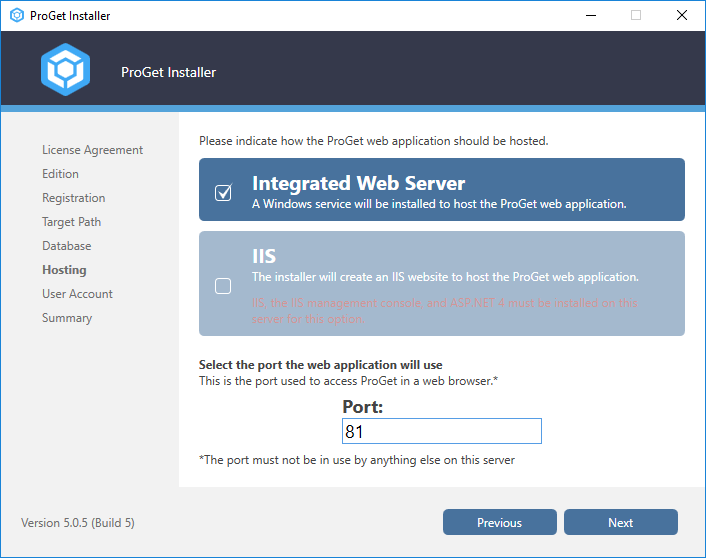 ProGet Installer
ProGet Installer
License Agreement
Edition
Registration
Target Path
Database
Hosting
User Account
Summary
Please indicate how the ProGet web application should be hosted.
Integrated Web Server
A Windows service will be installed to host the ProGet web application.
IIS
The installer will create an IIS website to host the ProGet web application.
IIS, the IIS management console, and ASP.NET 4 must be installed on this
server for this option.
Select the port the web application will use
This is the port used to access ProGet in a web browser.*
Port:
81
*The port must not be in use by anything else on this server
Version 5.0.5 (Build 5)
Previous
Next